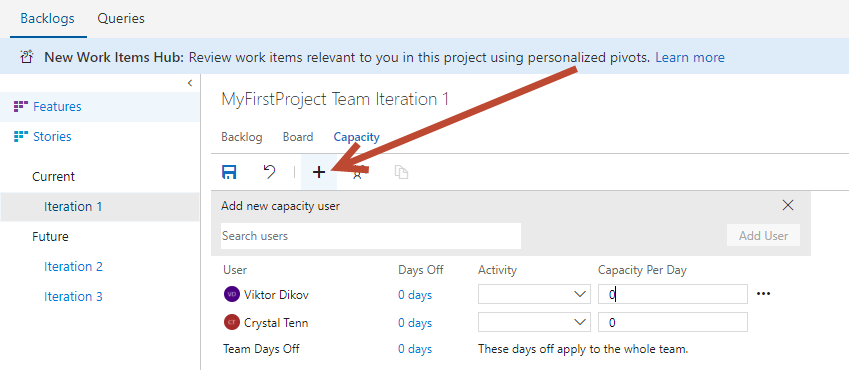 Backlogs Queries
New Work Items Hub: Review work items relevant to you in this project using personalized pivots. Learn more
Features
Stories
Current
Iteration 1
Future
Iteration 2
Iteration 3
MyFirstProject Team Iteration 1
Backlog Board Capacity
Add new capacity user
Search users Add User
User Days Off Activity Capacity Per Day
VD Viktor Dikov 0 days 0
CT Crystal Tenn 0 days 0
Team Days Off 0 days These days off apply to the whole team.